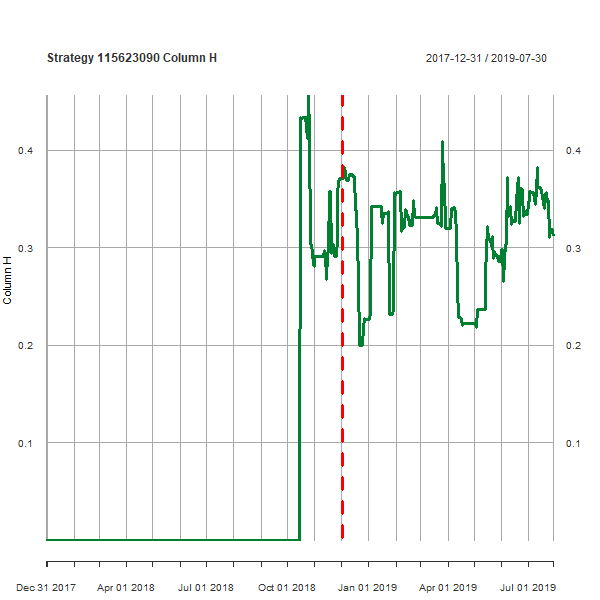 Strategy 115623090 Column H
2017-12-31 / 2019-07-30
0.4
0.4
0.3
0.3
Column H
0.2
0.2
0.1
0.1
Dec 31 2017
Apr 01 2018
Jul 01 2018
Oct 01 2018
Jan 01 2019
Apr 01 2019
Jul 01 2019